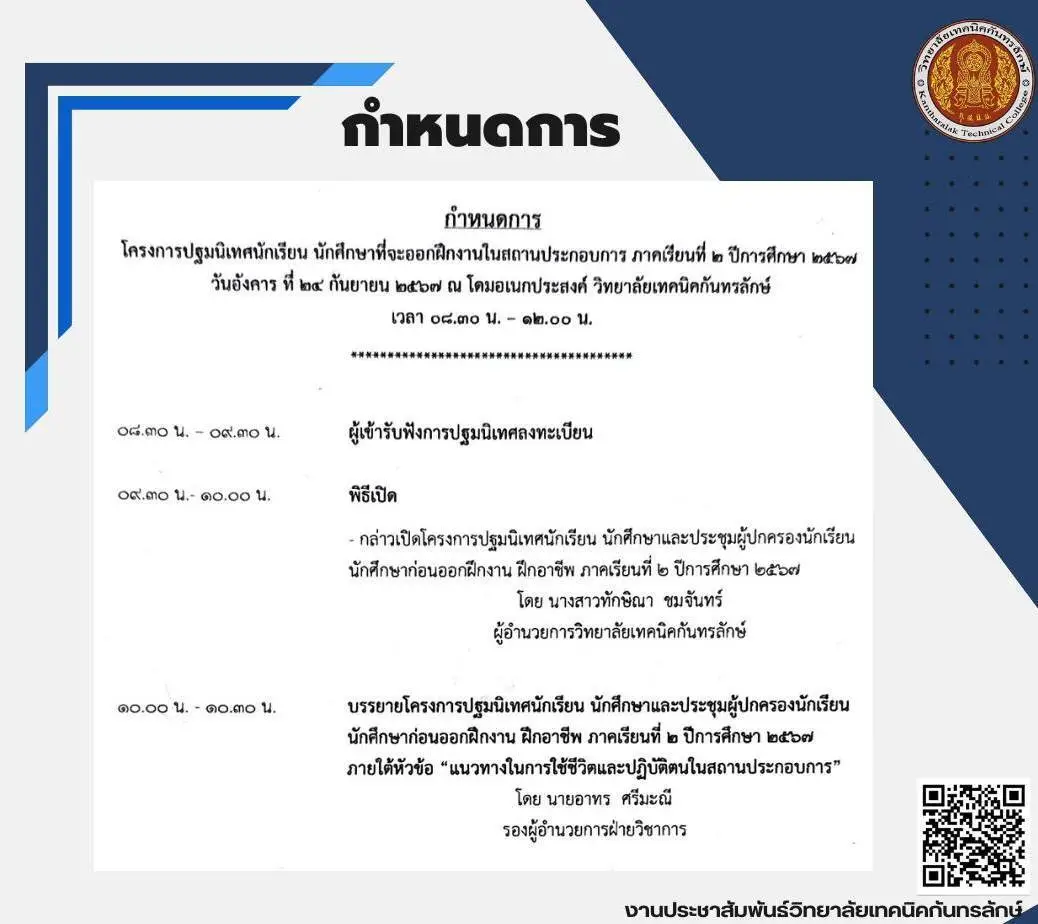 วิทยาลัยเทคนิคกันทรลักษ์
Kantharalak Technical College
กำหนดการ
กำหนดการ
โครงการปฐมนิเทศนักเรียน นักศึกษาที่จะออกฝึกงานในสถานประกอบการ ภาคเรียนที่ ๒ ปีการศึกษา ๒๕๖๗
วันอังคาร ที่ ๒๔ กันยายน ๒๕๖๗ ณ โดมอเนกประสงค์ วิทยาลัยเทคนิคกันทรลักษ์
เวลา ๐๘.๓๐ น. – ๑๒.๐๐ น.
***************************************
๐๘.๓๐ น. – ๐๙.๓๐ น. ผู้เข้ารับฟังการปฐมนิเทศลงทะเบียน
๐๙.๓๐ น.- ๑๐.๐๐ น. พิธีเปิด
- กล่าวเปิดโครงการปฐมนิเทศนักเรียน นักศึกษาและประชุมผู้ปกครองนักเรียน
นักศึกษาก่อนออกฝึกงาน ฝึกอาชีพ ภาคเรียนที่ ๒ ปีการศึกษา ๒๕๖๗
โดย นางสาวทักษิณา ชมจันทร์
ผู้อำนวยการวิทยาลัยเทคนิคกันทรลักษ์
๑๐.๐๐ น. - ๑๐.๓๐ น. บรรยายโครงการปฐมนิเทศนักเรียน นักศึกษาและประชุมผู้ปกครองนักเรียน
นักศึกษาก่อนออกฝึกงาน ฝึกอาชีพ ภาคเรียนที่ ๒ ปีการศึกษา ๒๕๖๗
ภายใต้หัวข้อ “แนวทางในการใช้ชีวิตและปฏิบัติตนในสถานประกอบการ”
โดย นายอาทร ศรีมะณี
รองผู้อำนวยการฝ่ายวิชาการ
งานประชาสัมพันธ์วิทยาลัยเทคนิคกันทรลักษ์